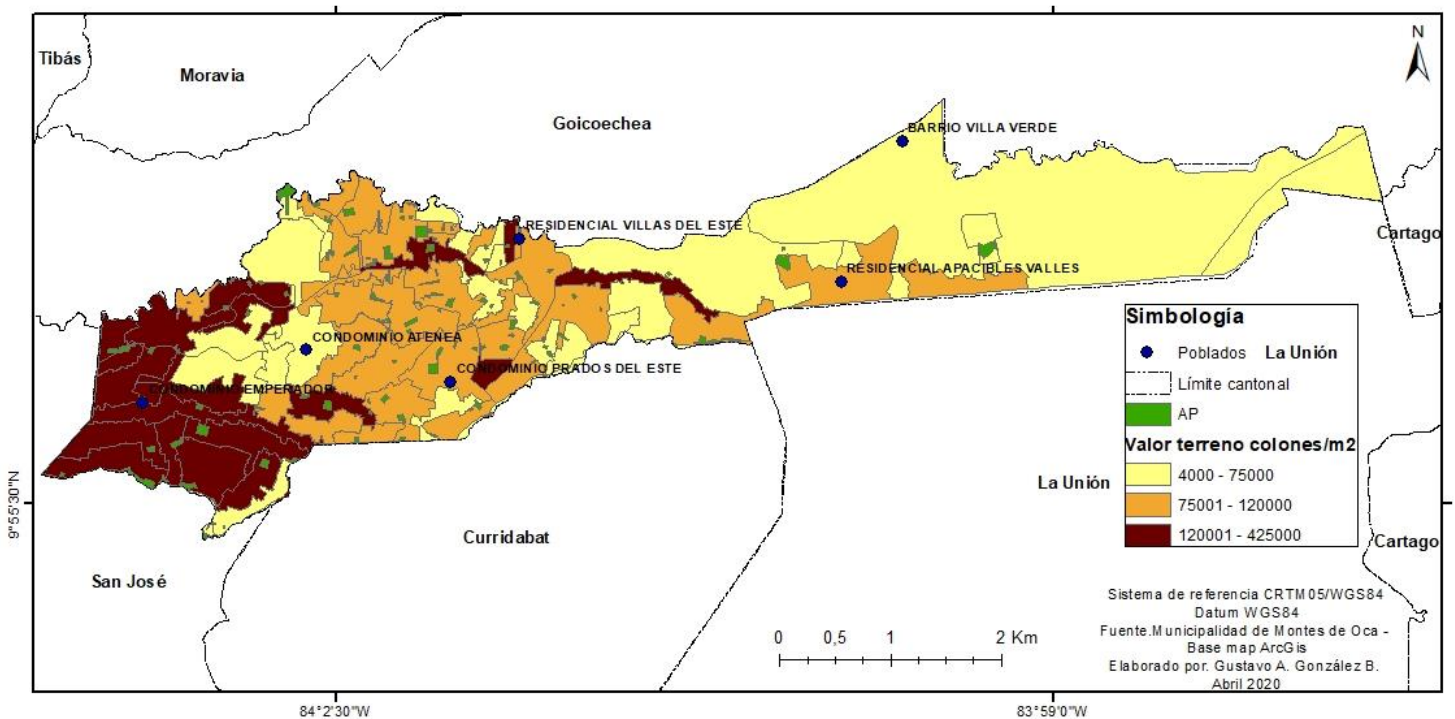 Tibás
Moravia
Goicoechea
N
BARRIO VILLA VERDE
RESIDENCIAL VILLAS DEL ESTE
Cartago
RESIDENCIAL APACIBLES VALLES
CONDOMINIO ATENEA
CONDOMINIO PRADOS DEL ESTE
CONDOMINIO EMPERADOR
Simbología
Poblados
La Unión
Límite cantonal
AP
Valor terreno colones/m2
4000 - 75000
75001 - 120000
120001 - 425000
La Unión
Curridabat
San José
Cartago
9°55'30"N
0 0,5 1 2 Km
Sistema de referencia CRTM05/WGS84
Datum WGS84
Fuente.Municipalidad de Montes de Oca -
Base map ArcGis
Elaborado por. Gustavo A. González B.
Abril 2020
84°2'30"W
83°59'0"W